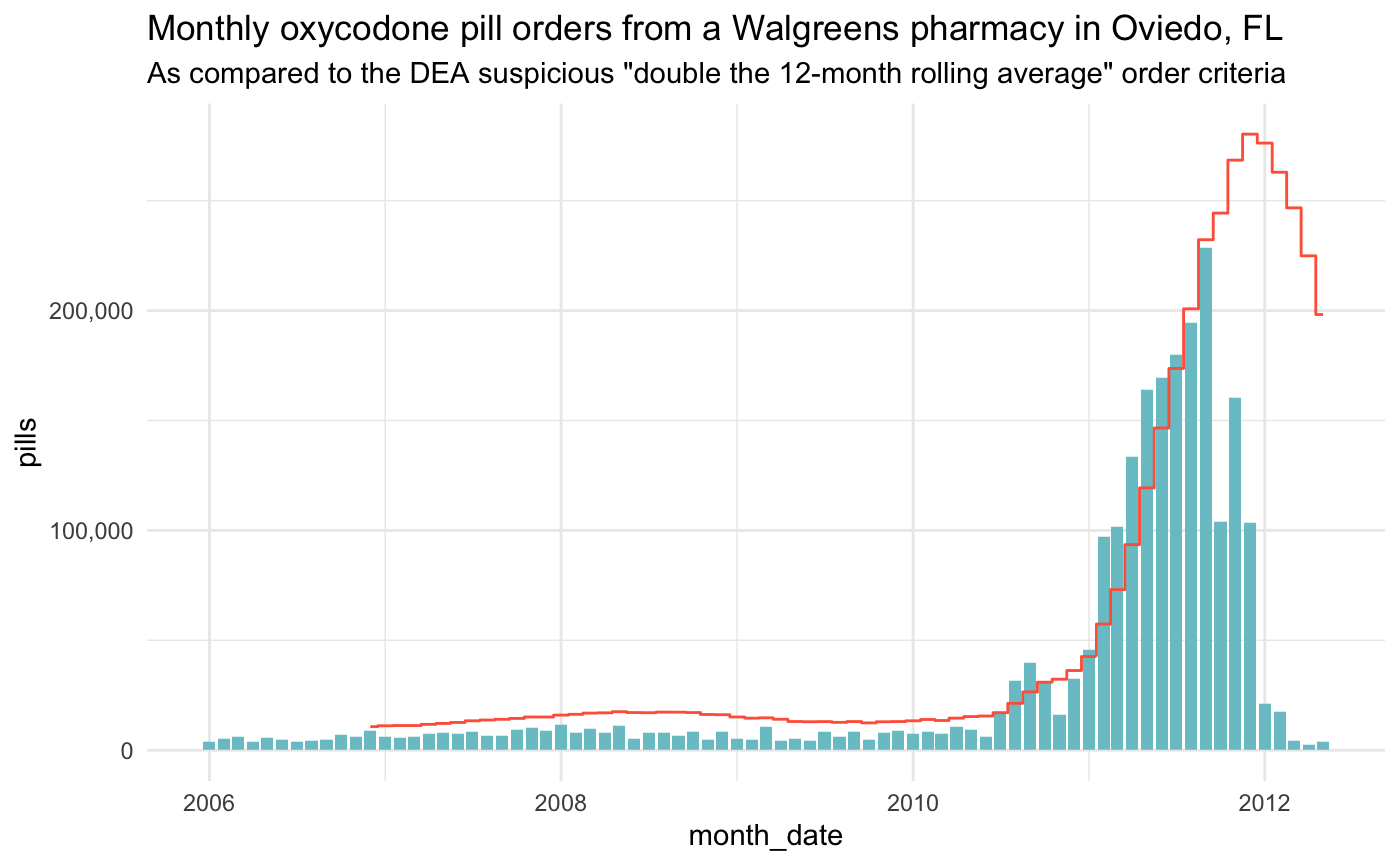 Monthly oxycodone pill orders from a Walgreens pharmacy in Oviedo, FL
As compared to the DEA suspicious "double the 12-month rolling average" order criteria
200,000
100,000
0
pills
2006
2008
2010
2012
month_date